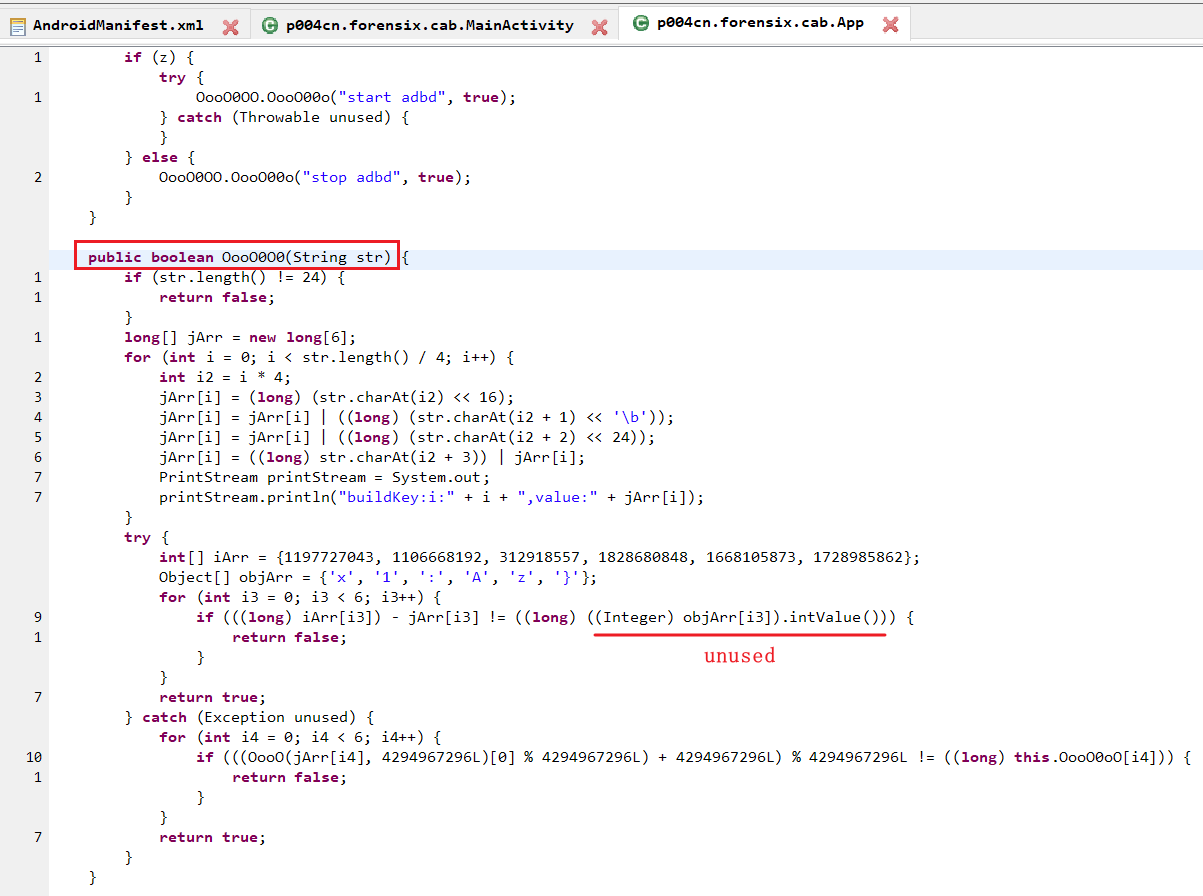 AndroidManifest.xml p004cn.forensix.cab.MainActivity p004cn.forensix.cab.App
1 if (z) {
try {
1 OooO0OO.OooO00o("start adbd", true);
} catch (Throwable unused) {
}
} else {
2 OooO0OO.OooO00o("stop adbd", true);
}
}
public boolean OooO0O0(String str) {
1 if (str.length() != 24) {
1 return false;
}
1 long[] jArr = new long[6];
for (int i = 0; i < str.length() / 4; i++) {
2 int i2 = i * 4;
3 jArr[i] = (long) (str.charAt(i2) << 16);
4 jArr[i] = jArr[i] | ((long) (str.charAt(i2 + 1) << '\b'));
5 jArr[i] = jArr[i] | ((long) (str.charAt(i2 + 2) << 24));
6 jArr[i] = ((long) str.charAt(i2 + 3)) | jArr[i];
7 PrintStream printStream = System.out;
7 printStream.println("buildKey:i:" + i + ",value:" + jArr[i]);
}
try {
int[] iArr = {1197727043, 1106668192, 312918557, 1828680848, 1668105873, 1728985862};
Object[] objArr = {'x', '1', ':', 'A', 'z', '}'};
for (int i3 = 0; i3 < 6; i3++) {
9 if (((long) iArr[i3]) - jArr[i3] != ((long) ((Integer) objArr[i3]).intValue())) {
1 return false;
}
unused
}
7 return true;
} catch (Exception unused) {
for (int i4 = 0; i4 < 6; i4++) {
10 if (((OooO(jArr[i4], 4294967296L)[0] % 4294967296L) + 4294967296L) % 4294967296L != ((long) this.OooO0oO[i4])) {
1 return false;
}
}
7 return true;
}
}